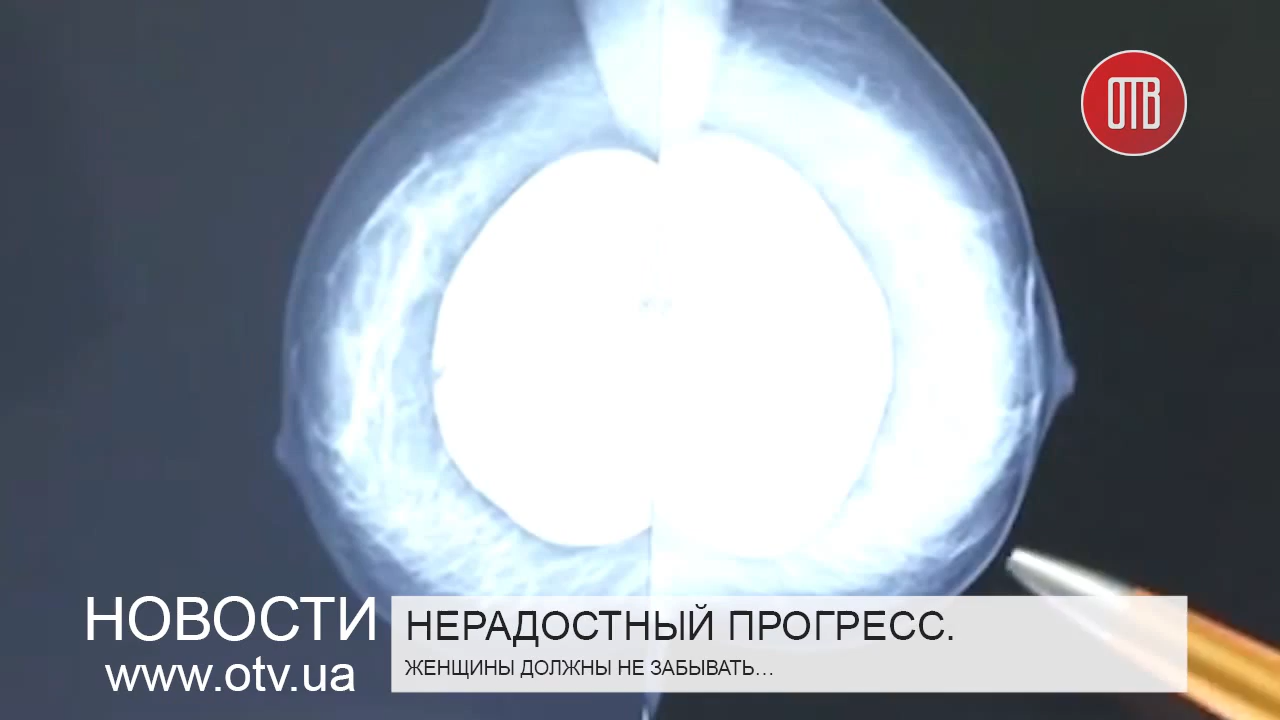 ОТВ
НОВОСТИ
www.otv.ua
НЕРАДОСТНЫЙ ПРОГРЕСС.
ЖЕНЩИНЫ ДОЛЖНЫ НЕ ЗАБЫВАТЬ...